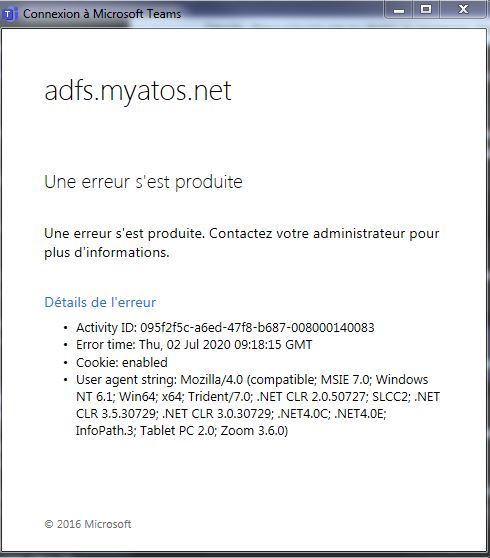 Connexion à Microsoft Teams
adfs.myatos.net
Une erreur s'est produite
Une erreur s'est produite. Contactez votre administrateur pour
plus d'informations.
Détails de l'erreur
• Activity ID: 095f2f5c-a6ed-47f8-b687-008000140083
• Error time: Thu, 02 Jul 2020 09:18:15 GMT
• Cookie: enabled
• User agent string: Mozilla/4.0 (compatible; MSIE 7.0; Windows
NT 6.1; Win64; x64; Trident/7.0; .NET CLR 2.0.50727; SLCC2; .NET
CLR 3.5.30729; .NET CLR 3.0.30729; .NET4.0C; .NET4.0E;
InfoPath.3; Tablet PC 2.0; Zoom 3.6.0)
© 2016 Microsoft